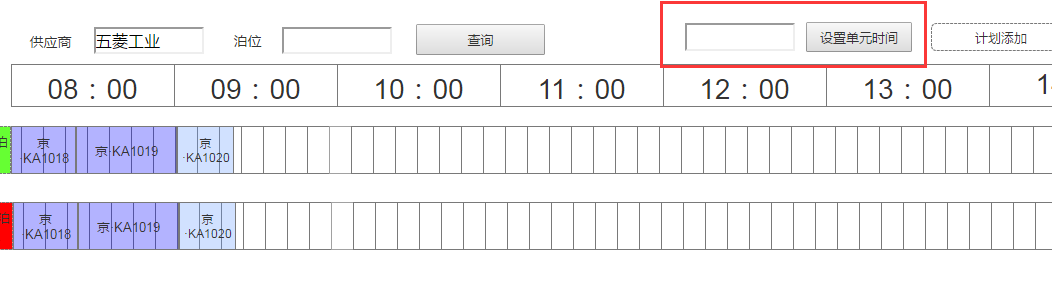 供应商 五菱工业 泊位 查询 设置单元时间 计划添加
08：00 09：00 10：00 11：00 12：00 13：00
泊 京 京·KA1019 京
·KA1018 ·KA1020
泊 京 京·KA1019 京
·KA1018 ·KA1020